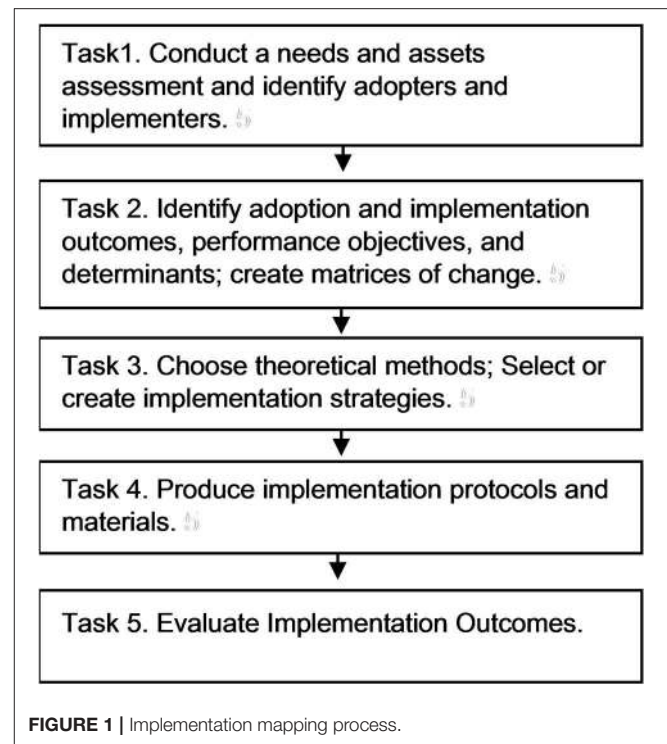 Task1. Conduct a needs and assets
assessment and identify adopters and
implementers.
Task 2. Identify adoption and implementation
outcomes, performance objectives, and
determinants; create matrices of change.
Task 3. Choose theoretical methods; Select or
create implementation strategies.
Task 4. Produce implementation protocols and
materials.
Task 5. Evaluate Implementation Outcomes.
FIGURE 1 | Implementation mapping process.